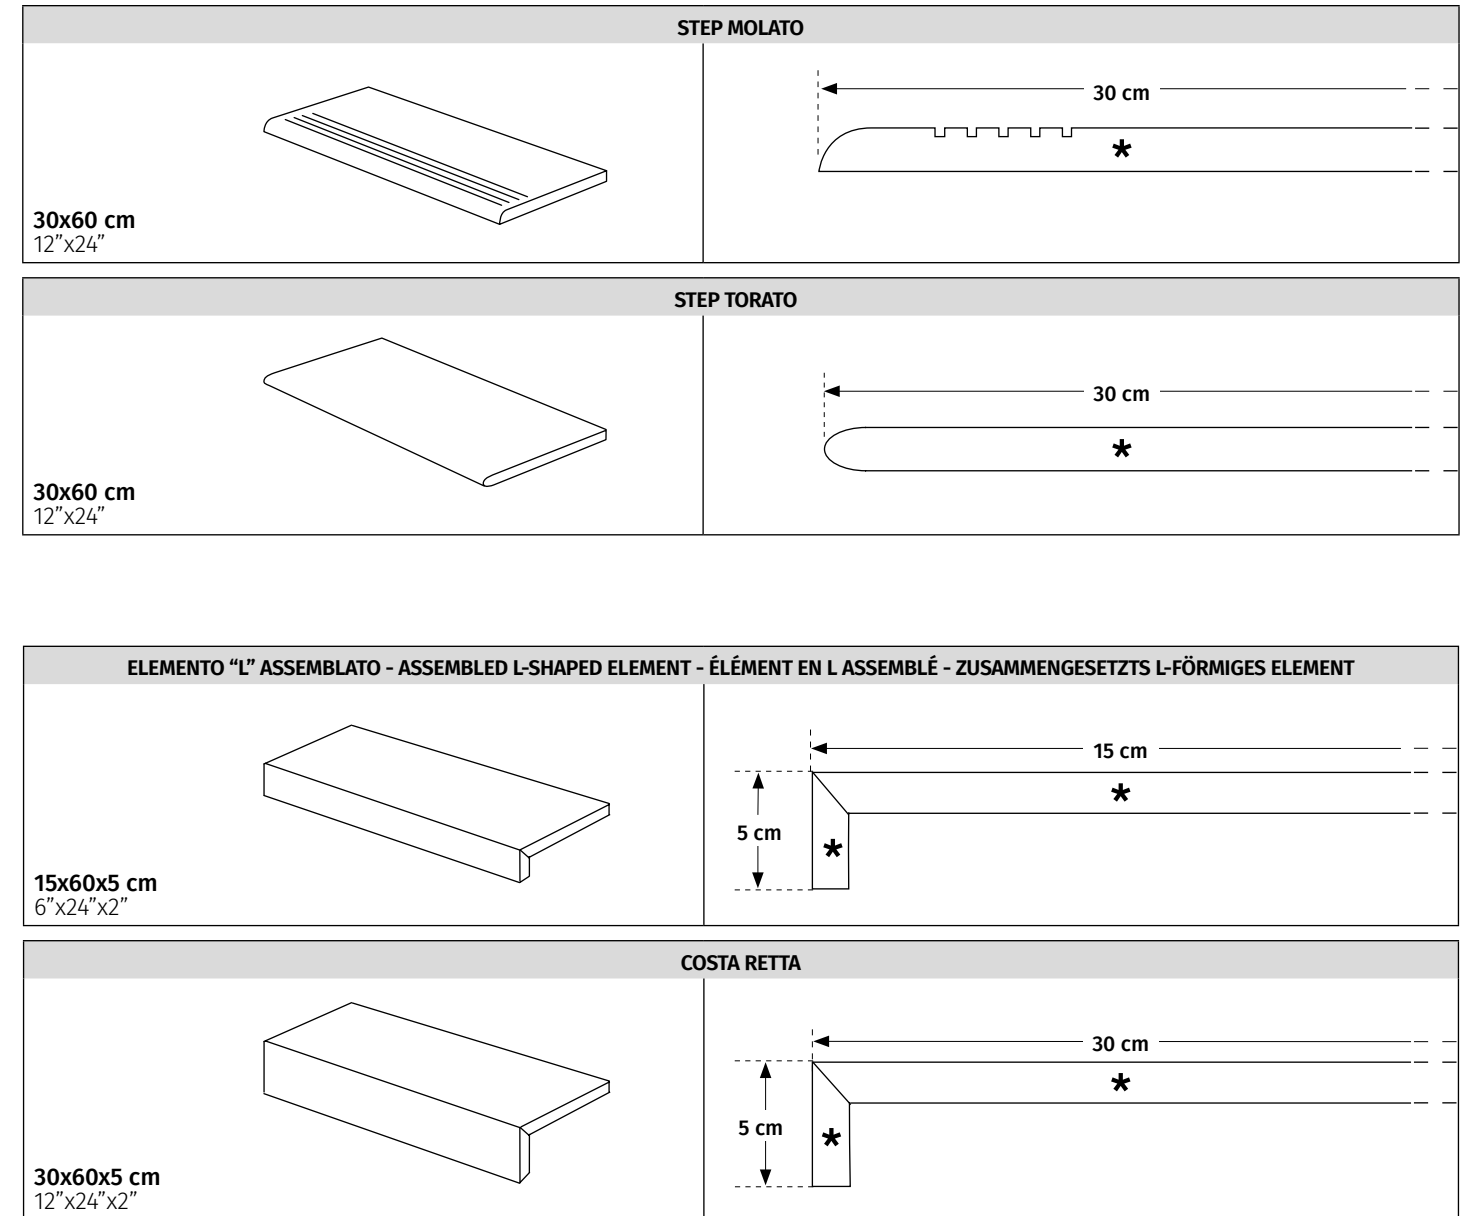 STEP MOLATO
30 cm
*
30x60 cm
12”x24”
STEP TORATO
30 cm
*
30x60 cm
12”x24”
ELEMENTO “L” ASSEMBLATO - ASSEMBLED L-SHAPED ELEMENT - ÉLÉMENT EN L ASSEMBLÉ - ZUSAMMENGESETZTS L-FÖRMIGES ELEMENT
15 cm
*
5 cm
*
15x60x5 cm
6”x24”x2”
COSTA RETTA
30 cm
*
5 cm
*
30x60x5 cm
12”x24”x2”